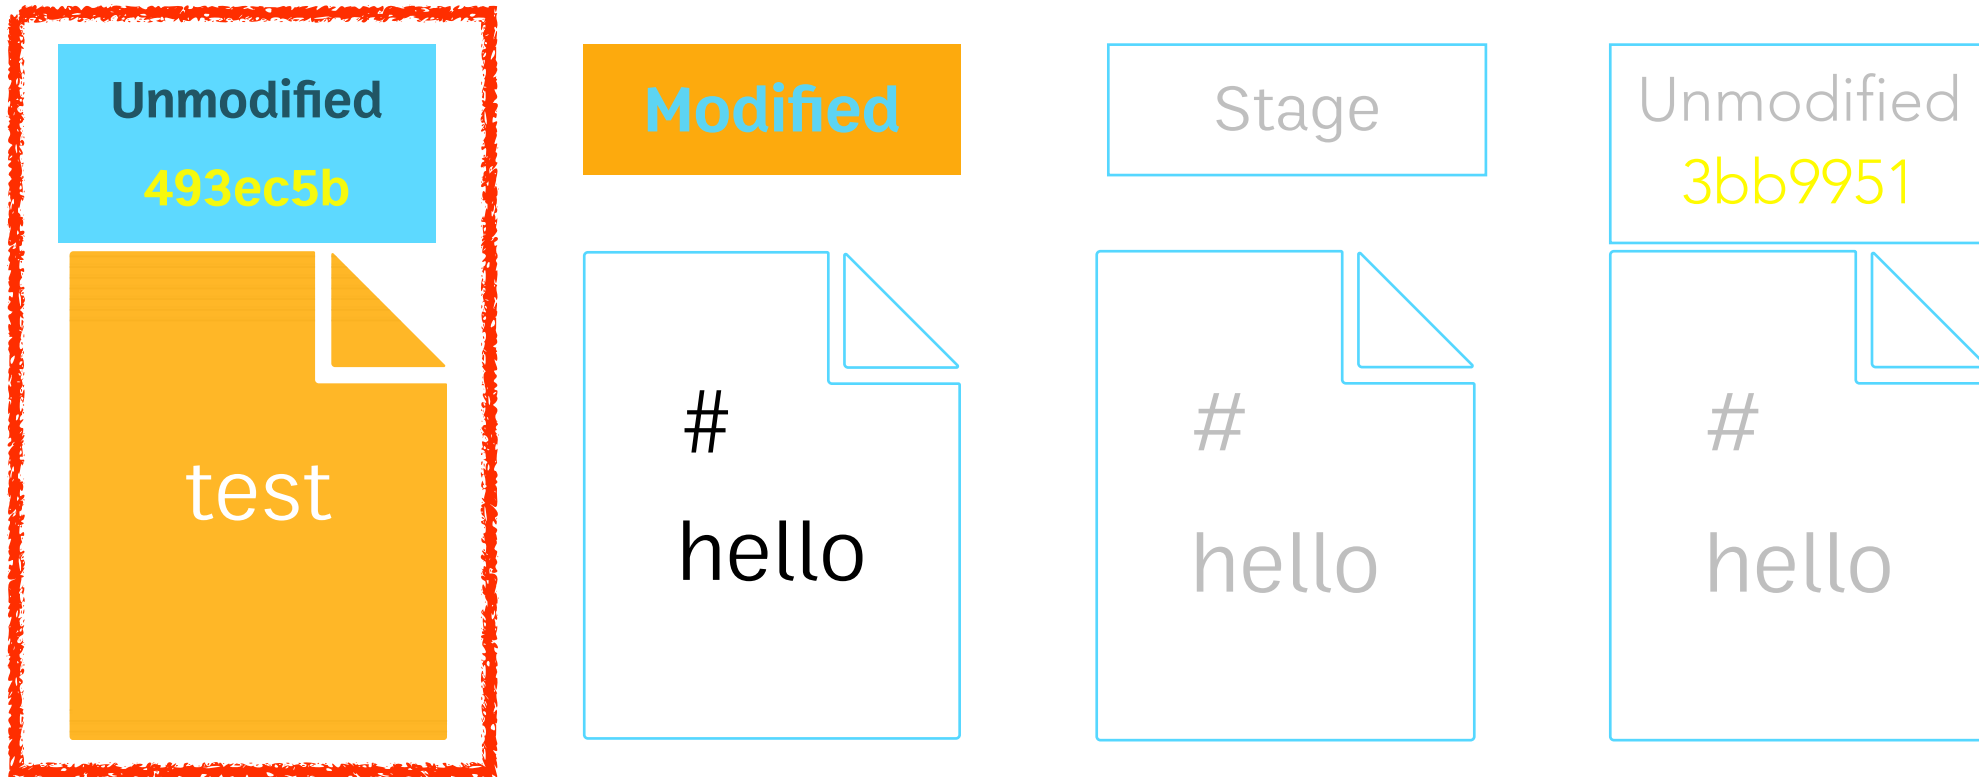 Unmodified
493ec5b
test
Modified
#
hello
Stage
#
hello
Unmodified
3bb9951
#
hello